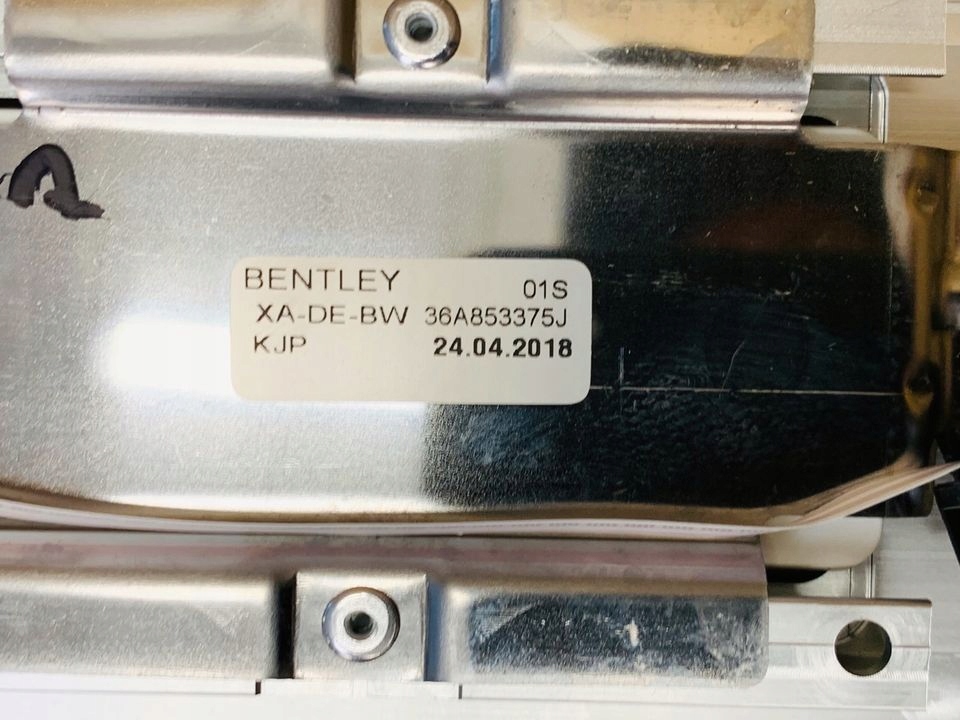 BENTLEY 01S
XA-DE-BW 36A853375J
KJP 24.04.2018